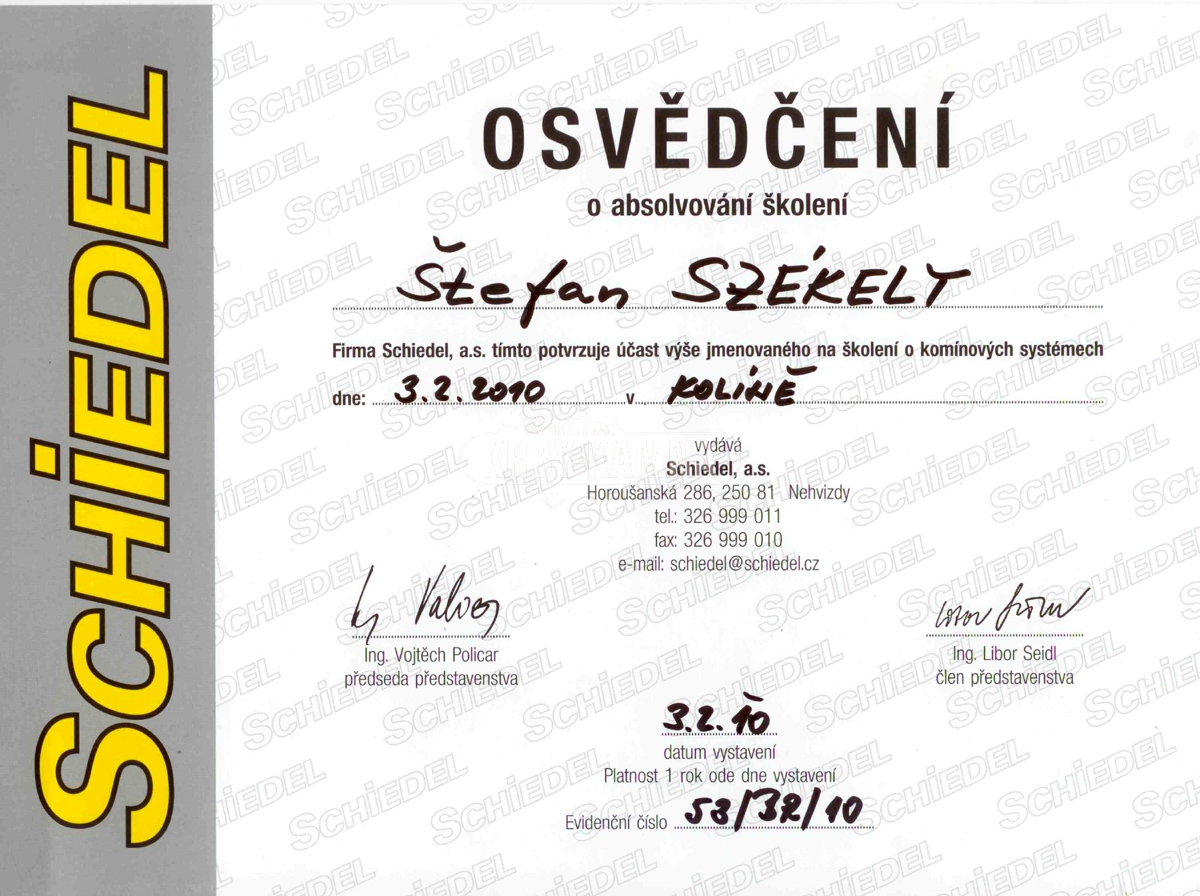 SCHIEDEL
OSVĚDČENÍ
o absolvování školení
Štefan SZÉKELY
Firma Schiedel, a.s. tímto potvrzuje účast výše jmenovaného na školení o komínových systémech
dne: 3.2.2010 v KOLÍNĚ
vydává
Schiedel, a.s.
Horoušanská 286, 250 81 Nehvizdy
tel.: 326 999 011
fax: 326 999 010
e-mail: schiedel@schiedel.cz
Ing. Vojtěch Policar
předseda představenstva
Ing. Libor Seidl
člen představenstva
3.2.10
datum vystavení
Platnost 1 rok ode dne vystavení
Evidenční číslo 53/32/10